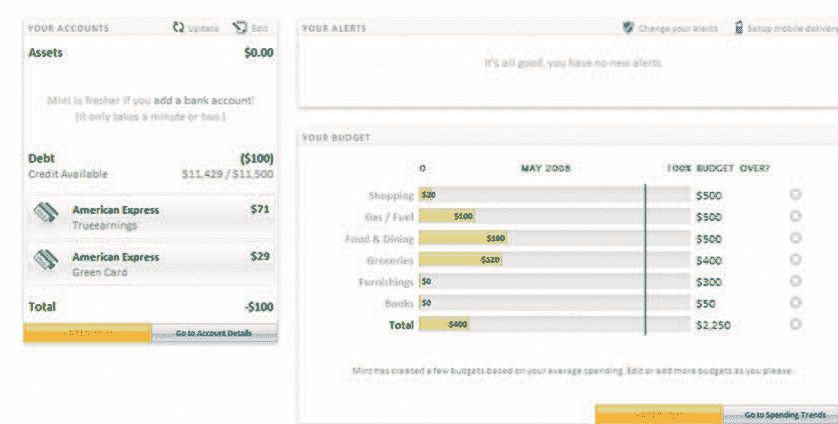 YOUR ACCOUNTS Update Edit
Assets $0.00
Mint is fresher if you add a bank account!
(It only takes a minute or two.)
Debt ($100)
Credit Available $11,429 / $11,500
American Express $71
Trueearnings
American Express $29
Green Card
Total -$100
Go to Account Details
YOUR ALERTS Change your alerts Setup mobile delivery
It's all good, you have no new alerts
YOUR BUDGET
0 MAY 2008 100% BUDGET OVER?
Shopping $20 $500
Gas / Fuel $100 $500
Food & Dining $160 $500
Groceries $120 $400
Furnishings $0 $300
Books $0 $50
Total $400 $2,250
Mint has created a few budgets based on your average spending. Edit or add more budgets as you please.
Go to Spending Trends